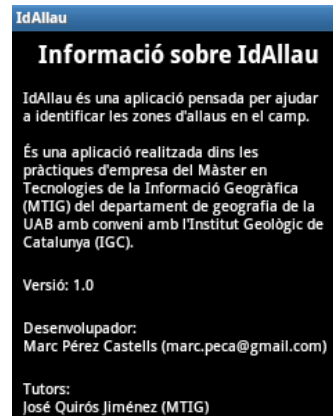 IdAllau
Informació sobre IdAllau
IdAllau és una aplicació pensada per ajudar
a identificar les zones d'allaus en el camp.
És una aplicació realitzada dins les
pràctiques d'empresa del Màster en
Tecnologies de la Informació Geogràfica
(MTIG) del departament de geografia de la
UAB amb conveni amb l'Institut Geològic de
Catalunya (IGC).
Versió: 1.0
Desenvolupador:
Marc Pérez Castells (marc.peca@gmail.com)
Tutors:
José Quirós Jiménez (MTIG)